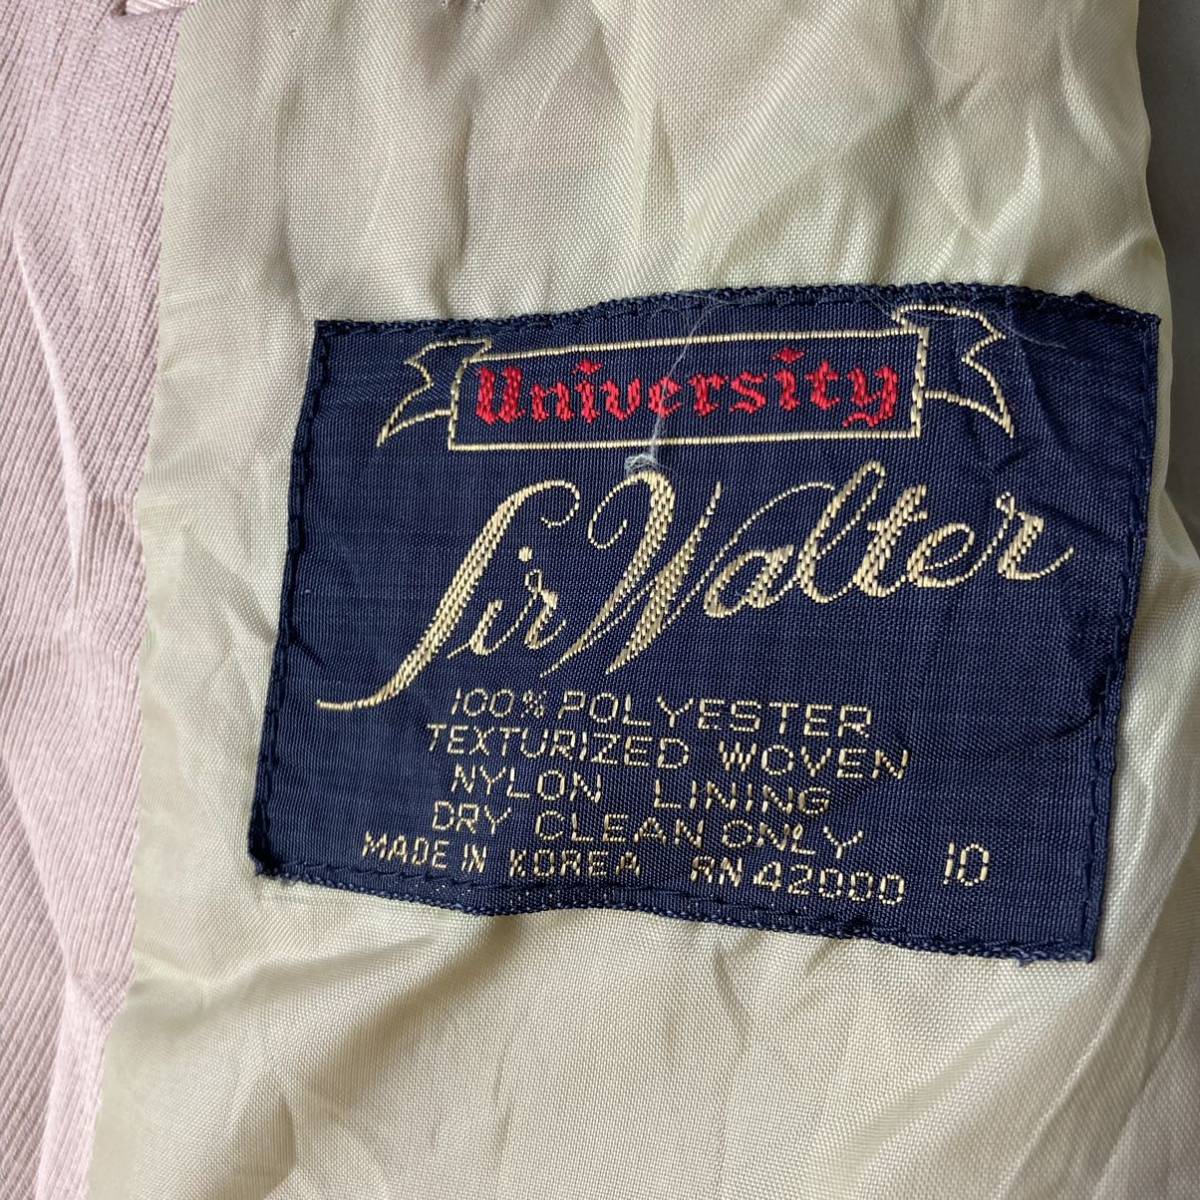 University
Sir Walter
100% POLYESTER
TEXTURIZED WOVEN
NYLON LINING
DRY CLEAN ONLY
MADE IN KOREA RN 42000 10